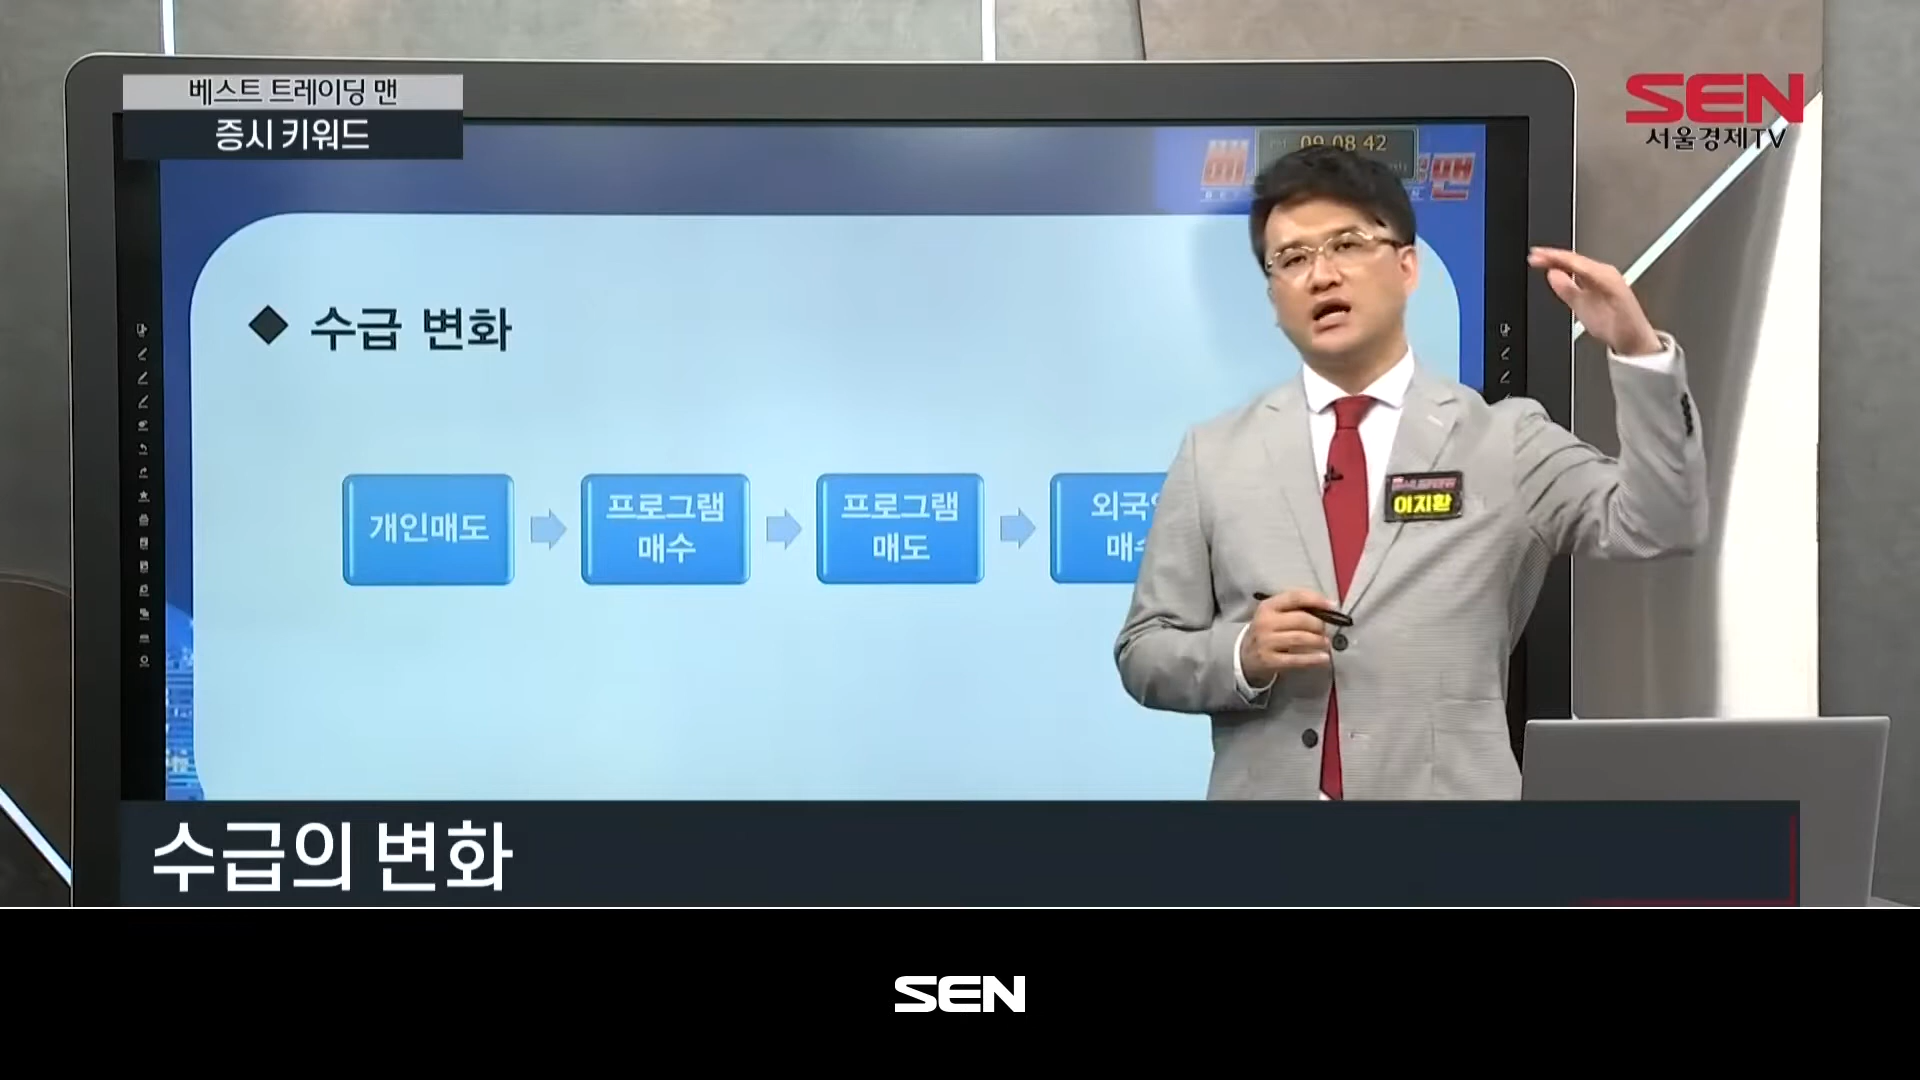 베스트 트레이딩 맨
증시 키워드
SEN
서울경제TV
09:08:42
맨
◆ 수급 변화
개인매도
프로그램
매수
프로그램
매도
이지환
수급의 변화
SEN